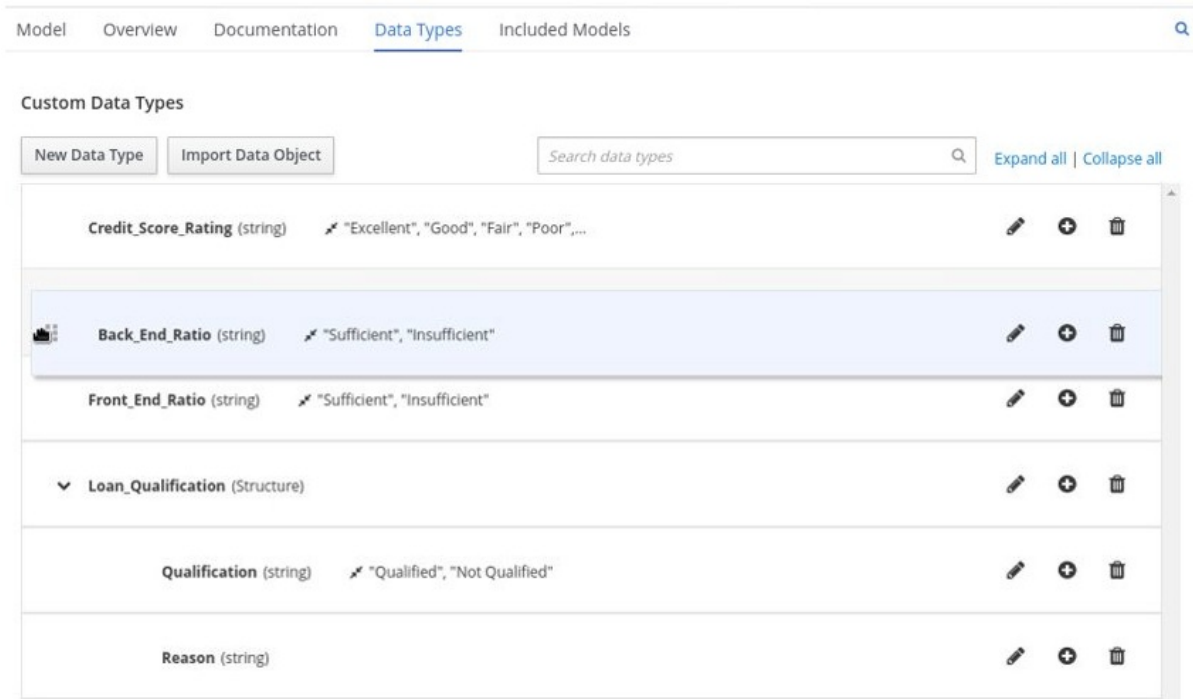 Model Overview Documentation Data Types Included Models
Custom Data Types
New Data Type Import Data Object Search data types Expand all | Collapse all
Credit_Score_Rating (string) "Excellent", "Good", "Fair", "Poor",...
Back_End_Ratio (string) "Sufficient", "Insufficient"
Front_End_Ratio (string) "Sufficient", "Insufficient"
Loan_Qualification (Structure)
Qualification (string) "Qualified", "Not Qualified"
Reason (string)